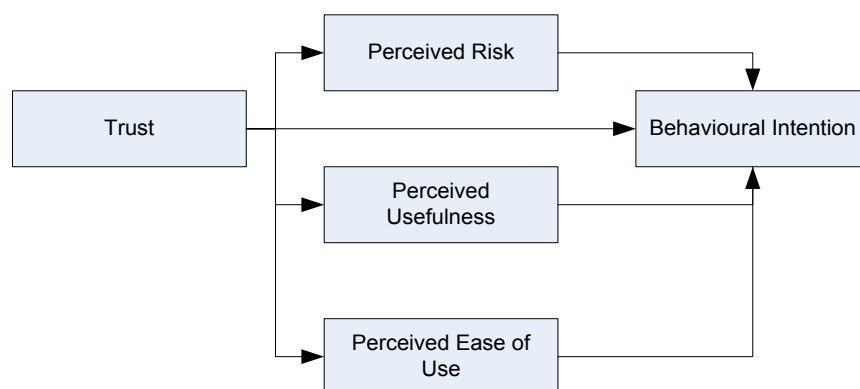 Perceived Risk
Trust
Behavioural Intention
Perceived
Usefulness
Perceived Ease of
Use